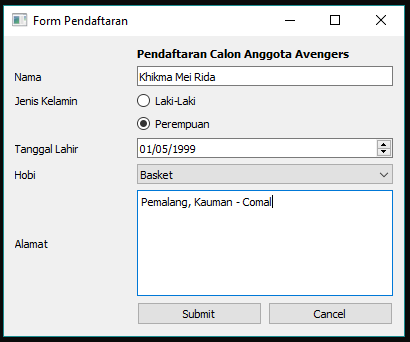 Form Pendaftaran
Pendaftaran Calon Anggota Avengers
Nama Khikma Mei Rida
Jenis Kelamin Laki-Laki
Perempuan
Tanggal Lahir 01/05/1999
Hobi Basket
Pemalang, Kauman - Comal
Alamat
Submit Cancel